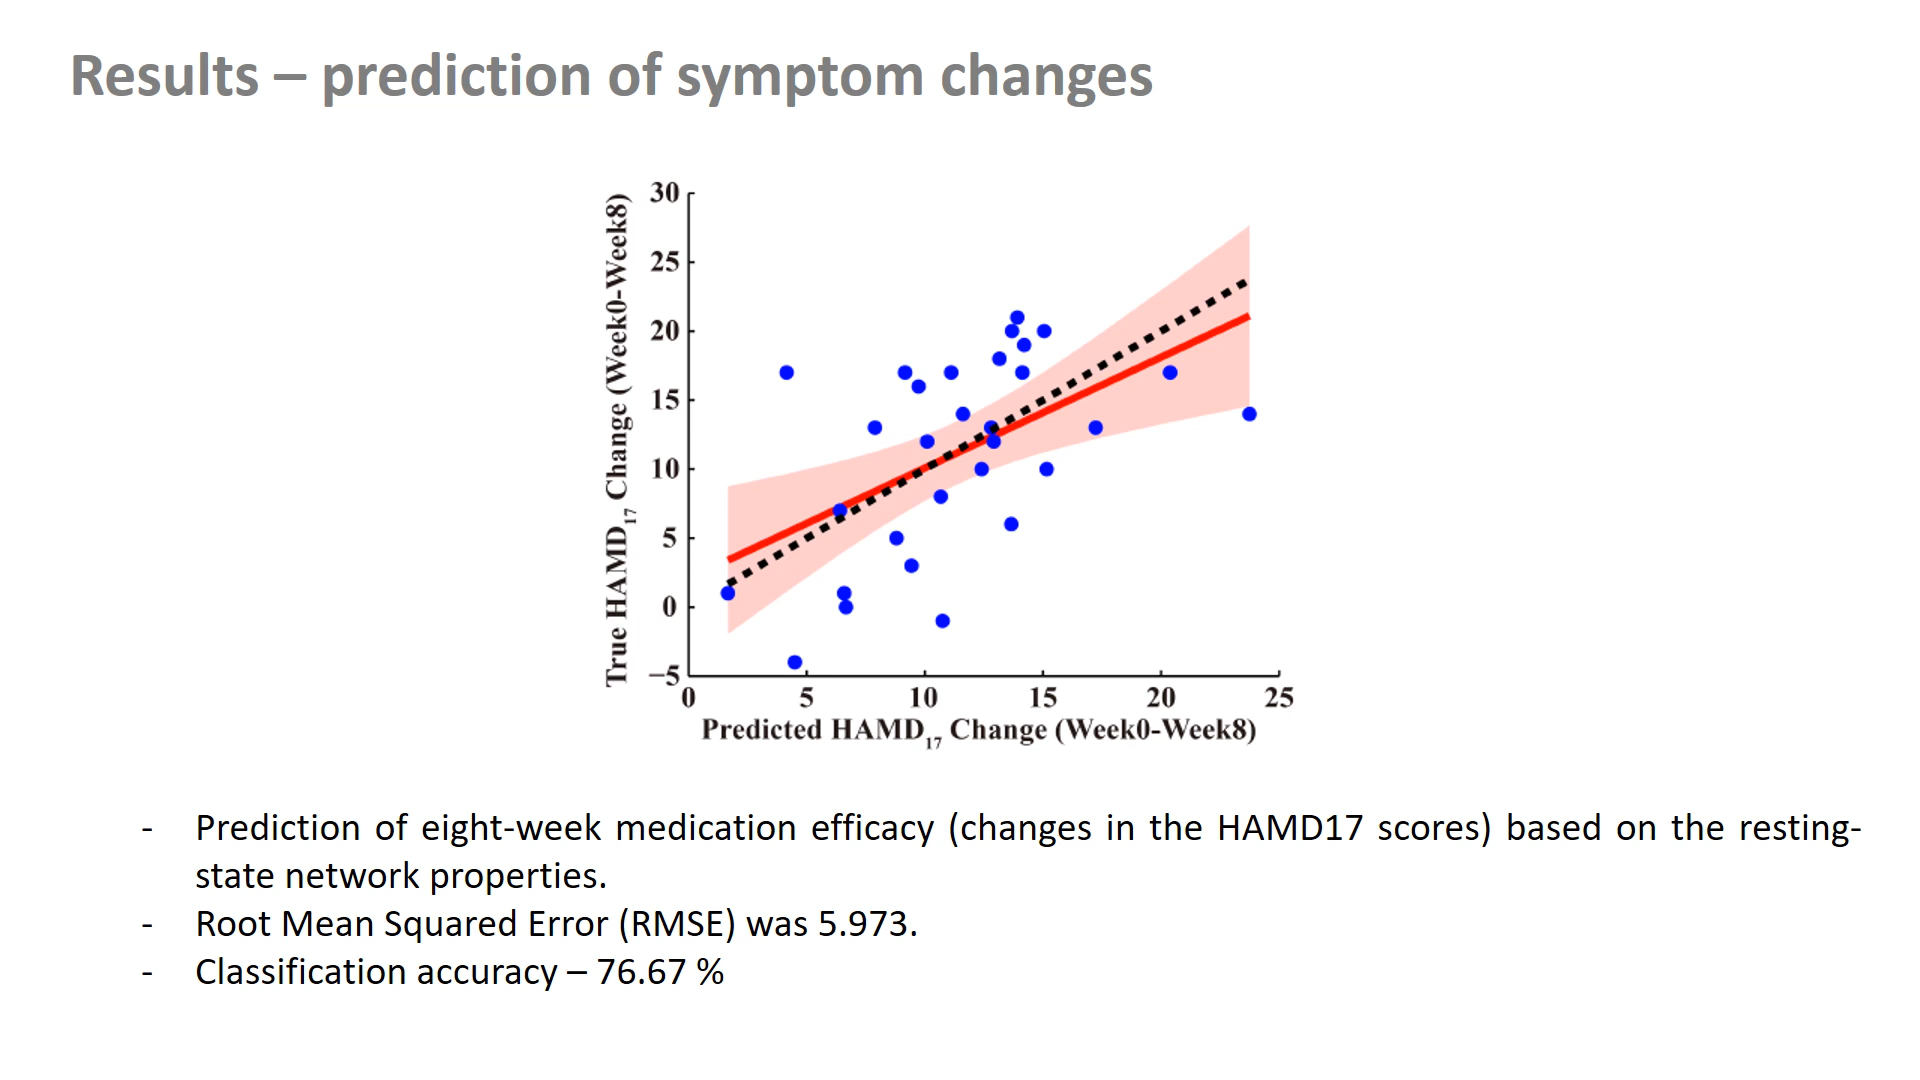 Results – prediction of symptom changes
True HAMD17 Change (Week0-Week8)
30
25
20
15
10
5
0
−5
0 5 10 15 20 25
Predicted HAMD17 Change (Week0-Week8)
- Prediction of eight-week medication efficacy (changes in the HAMD17 scores) based on the resting-
state network properties.
- Root Mean Squared Error (RMSE) was 5.973.
- Classification accuracy – 76.67 %